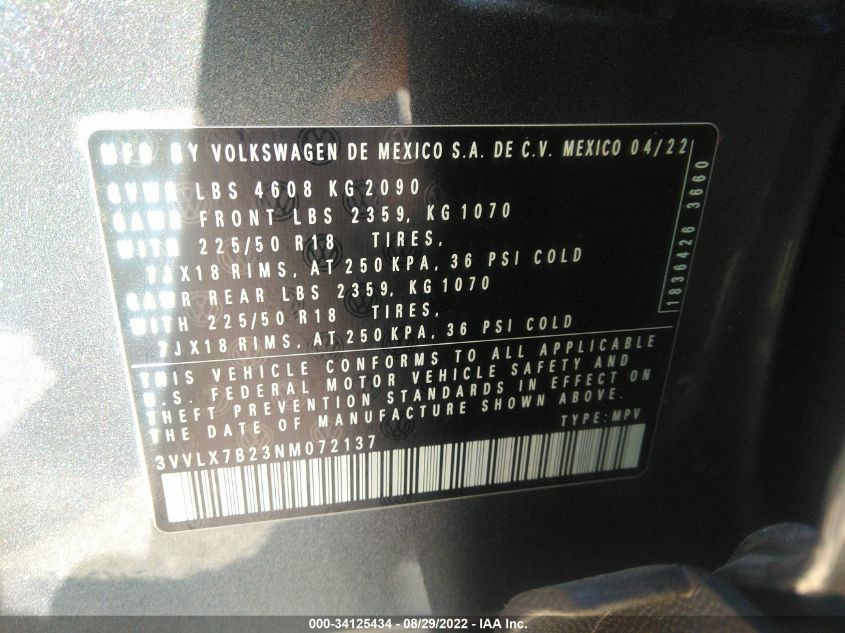 MFG BY VOLKSWAGEN DE MEXICO S.A. DE C.V. MEXICO 04/22
GVWR LBS 4608 KG 2090
GAWR FRONT LBS 2359, KG 1070
WITH 225/50 R18 TIRES,
7JX18 RIMS, AT 250 KPA, 36 PSI COLD
GAWR REAR LBS 2359, KG 1070
WITH 225/50 R18 TIRES,
7JX18 RIMS, AT 250 KPA, 36 PSI COLD
1836426 3660
THIS VEHICLE CONFORMS TO ALL APPLICABLE
U.S. FEDERAL MOTOR VEHICLE SAFETY AND
THEFT PREVENTION STANDARDS IN EFFECT ON
THE DATE OF MANUFACTURE SHOWN ABOVE.
TYPE: MPV
3VVLX7B23NM072137
000-34125434 - 08/29/2022 - IAA Inc.